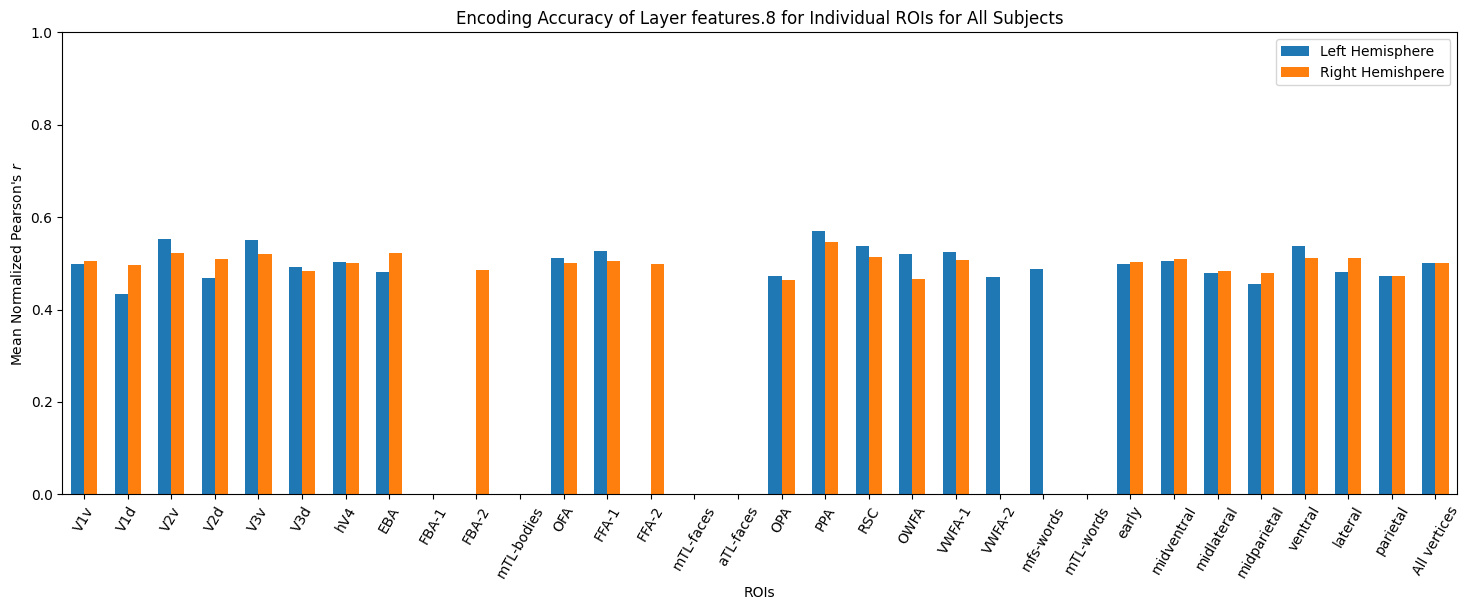 Encoding Accuracy of Layer features.8 for Individual ROIs for All Subjects
Left Hemisphere
Right Hemishpere
Mean Normalized Pearson's r
1.0
0.8
0.6
0.4
0.2
0.0
V1v
V1d
V2v
V2d
V3v
V3d
hV4
EBA
FBA-1
FBA-2
mTL-bodies
OFA
FFA-1
FFA-2
mTL-faces
aTL-faces
OPA
PPA
RSC
OWFA
VWFA-1
VWFA-2
mfs-words
mTL-words
early
midventral
midlateral
midparietal
ventral
lateral
parietal
All vertices
ROIs